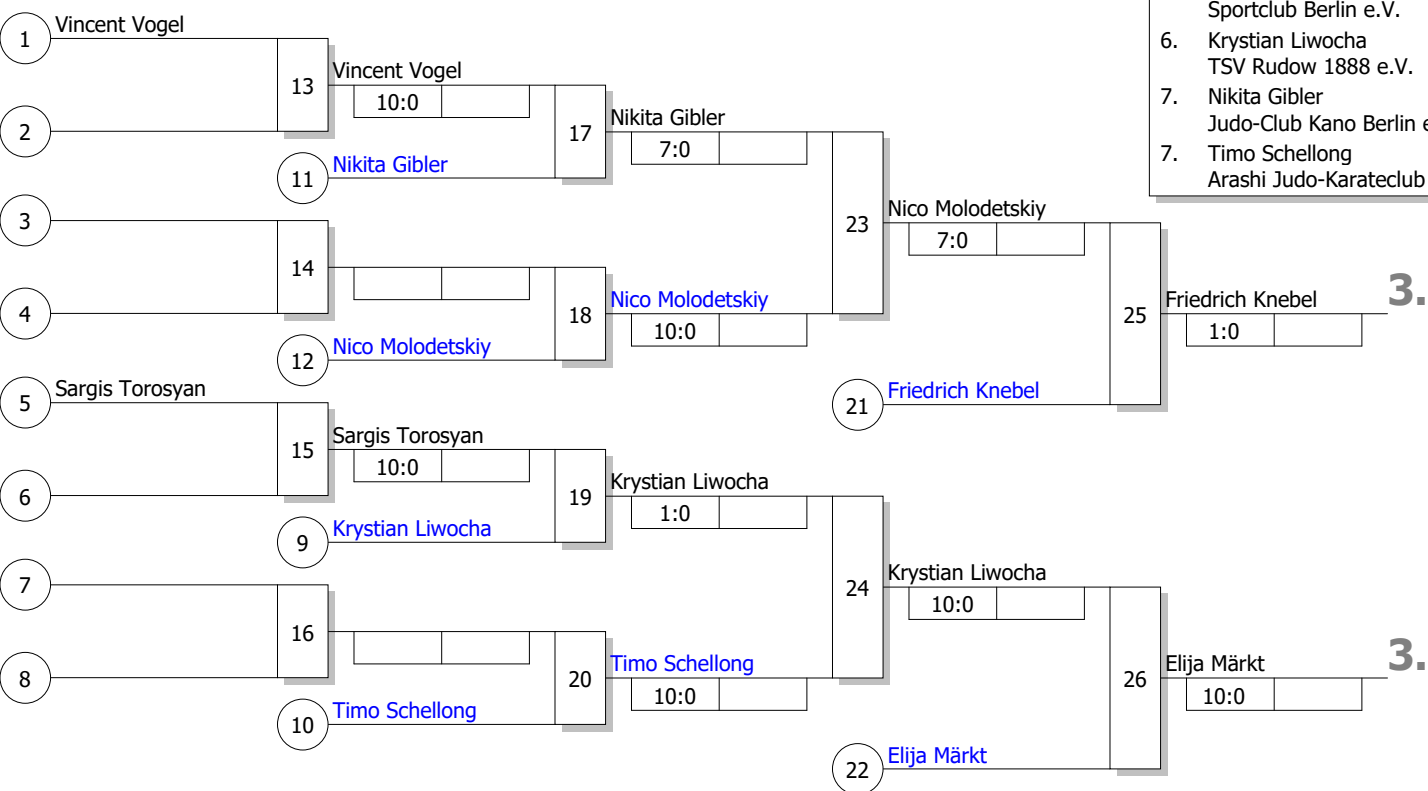 Sportclub Berlin e.V.
6. Krystian Liwocha
TSV Rudow 1888 e.V.
7. Nikita Gibler
Judo-Club Kano Berlin e
7. Timo Schellong
Arashi Judo-Karateclub
1 Vincent Vogel
13 Vincent Vogel
10:0
2
17 Nikita Gibler
7:0
11 Nikita Gibler
3
23 Nico Molodetskiy
7:0
14
4
18 Nico Molodetskiy
10:0
12 Nico Molodetskiy
25 Friedrich Knebel 3.
1:0
21 Friedrich Knebel
5 Sargis Torosyan
15 Sargis Torosyan
10:0
6
19 Krystian Liwocha
1:0
9 Krystian Liwocha
7
24 Krystian Liwocha
10:0
16
8
20 Timo Schellong
10:0
10 Timo Schellong
26 Elija Märkt 3.
10:0
22 Elija Märkt